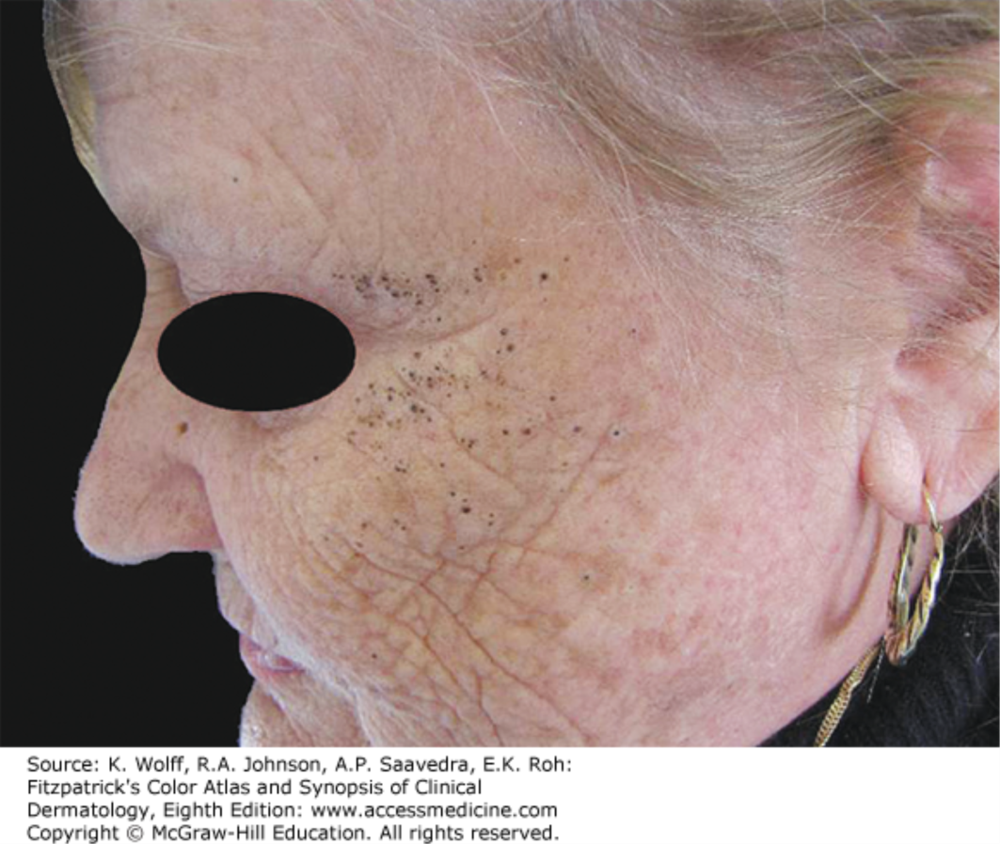 Source: K. Wolff, R.A. Johnson, A.P. Saavedra, E.K. Roh:
Fitzpatrick's Color Atlas and Synopsis of Clinical
Dermatology, Eighth Edition: www.accessmedicine.com
Copyright © McGraw-Hill Education. All rights reserved.